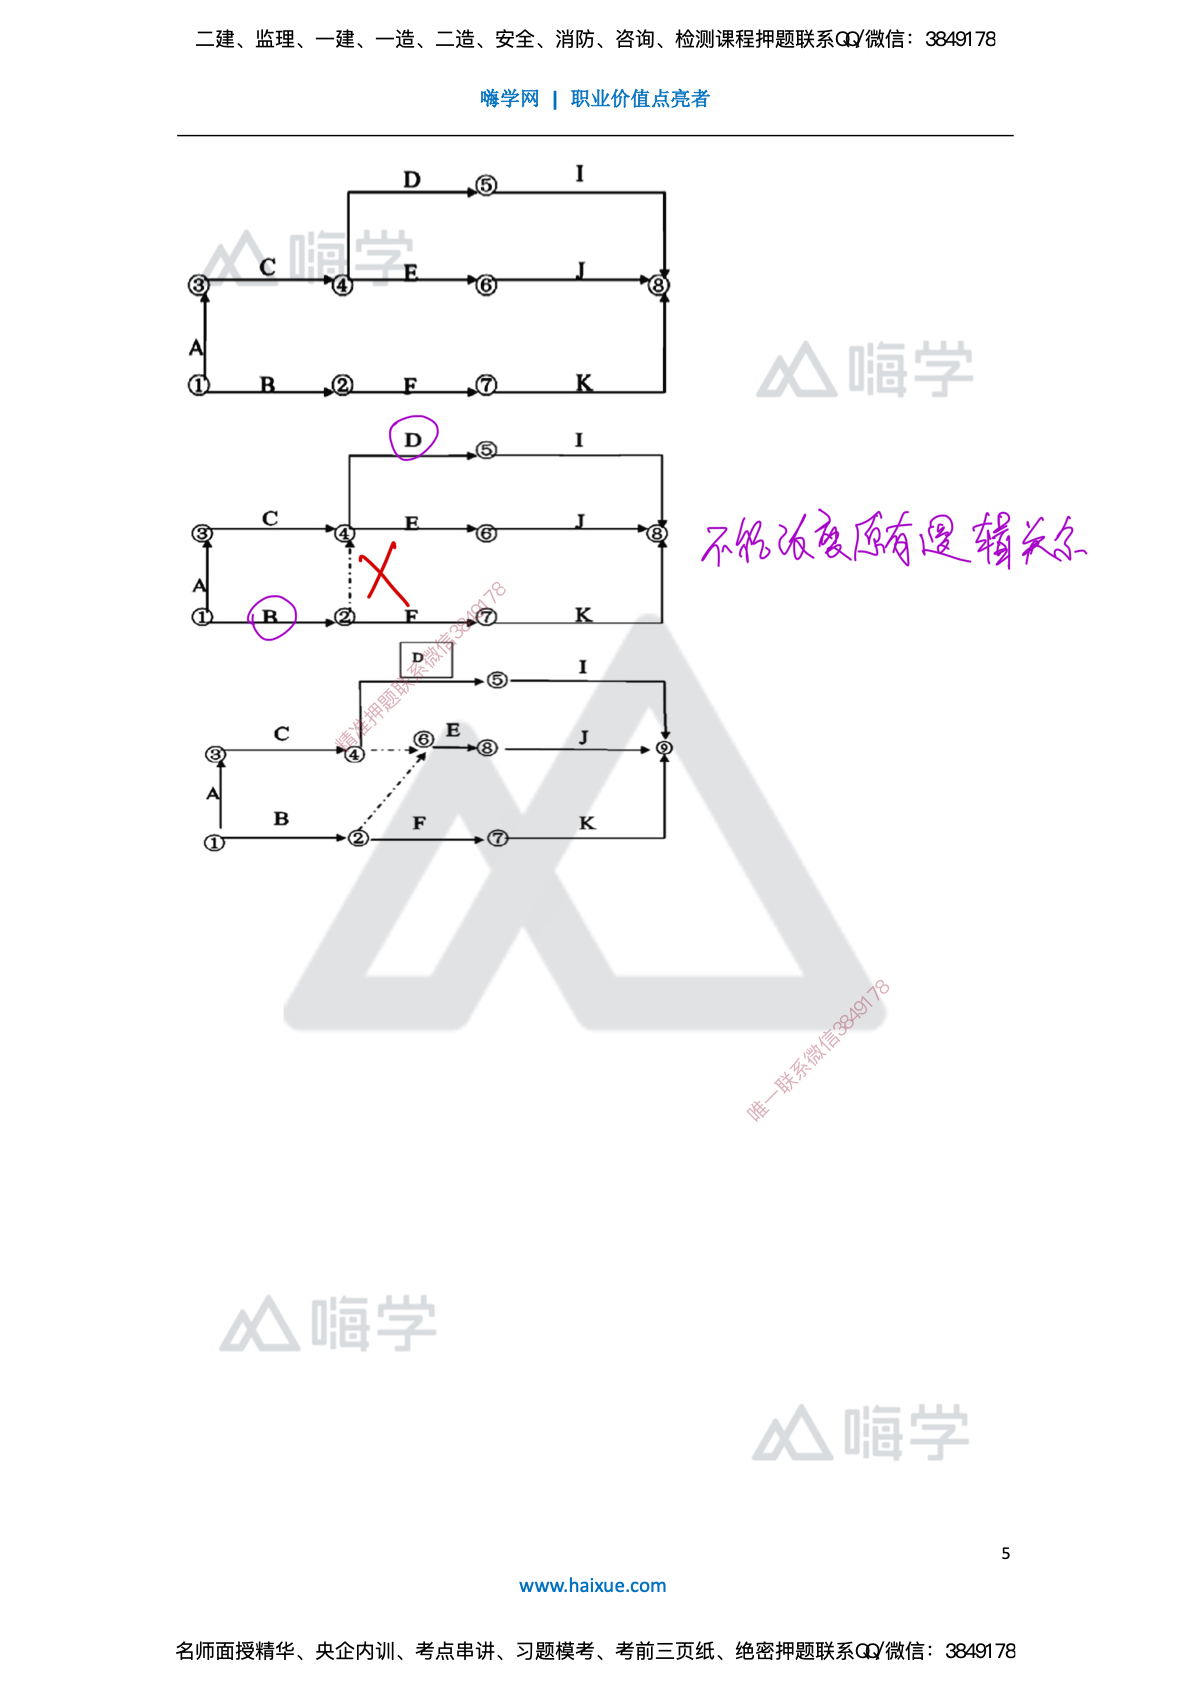 二建、监理、一建、一造、二造、安全、消防、咨询、检测课程押题联系QQ/微信：3849178
嗨学网 | 职业价值点亮者
D ⑤ I
嗨学
③ C ④ E ⑥ J ⑧
A
嗨学
① B ② F ⑦ K
D ⑤ I
③ C ④ E ⑥ J ⑧
不能改变原有逻辑关系
A
① B ② F ⑦ K
精准押题联系微信3849178
D
⑤ I
③ C ④ ⑥ E ⑧ J ⑨
A
① B ② F ⑦ K
唯一联系微信3849178
嗨学
嗨学
5
www.haixue.com
名师面授精华、央企内训、考点串讲、习题模考、考前三页纸、绝密押题联系QQ/微信：3849178